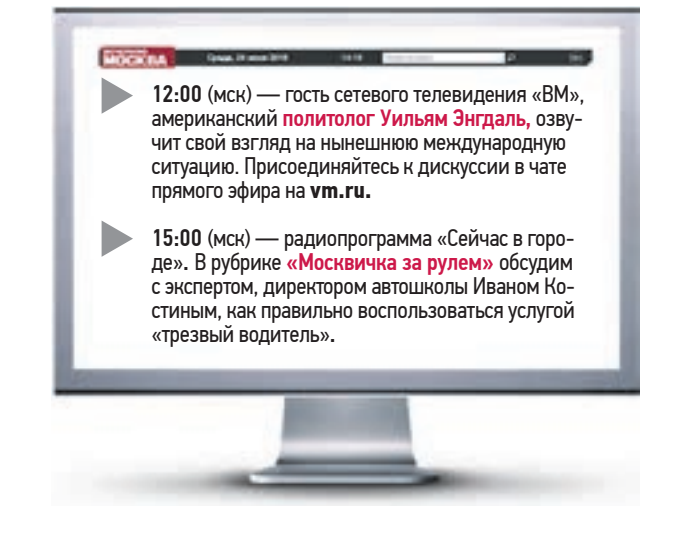 МОСКВА
12:00 (мск) — гость сетевого телевидения «ВМ»,
американский политолог Уильям Энгдаль, озву-
чит свой взгляд на нынешнюю международную
ситуацию. Присоединяйтесь к дискуссии в чате
прямого эфира на vm.ru.
15:00 (мск) — радиопрограмма «Сейчас в горо-
де». В рубрике «Москвичка за рулем» обсудим
с экспертом, директором автошколы Иваном Ко-
стиным, как правильно воспользоваться услугой
«трезвый водитель».